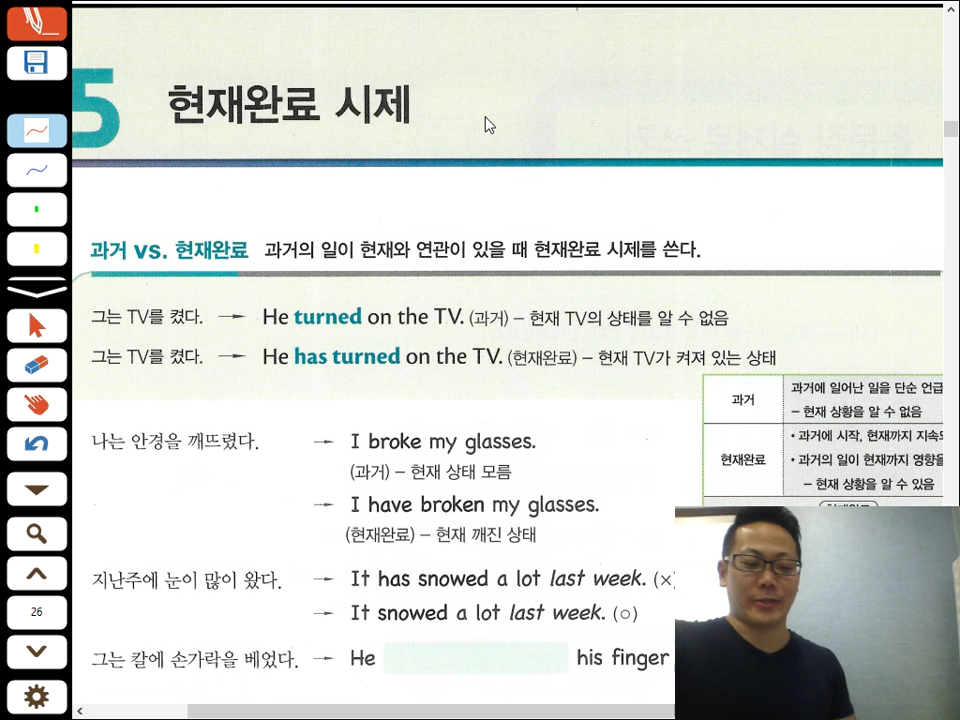 5 현재완료 시제
과거 vs. 현재완료 과거의 일이 현재와 연관이 있을 때 현재완료 시제를 쓴다.
그는 TV를 켰다. → He turned on the TV. (과거) – 현재 TV의 상태를 알 수 없음
그는 TV를 켰다. → He has turned on the TV. (현재완료) – 현재 TV가 켜져 있는 상태
과거
과거에 일어난 일을 단순 언급
– 현재 상황을 알 수 없음
현재완료
• 과거에 시작, 현재까지 지속
• 과거의 일이 현재까지 영향을
– 현재 상황을 알 수 있음
나는 안경을 깨뜨렸다. → I broke my glasses.
(과거) – 현재 상태 모름
→ I have broken my glasses.
(현재완료) – 현재 깨진 상태
지난주에 눈이 많이 왔다. → It has snowed a lot last week. (×)
→ It snowed a lot last week. (○)
그는 칼에 손가락을 베었다. → He his finger
26